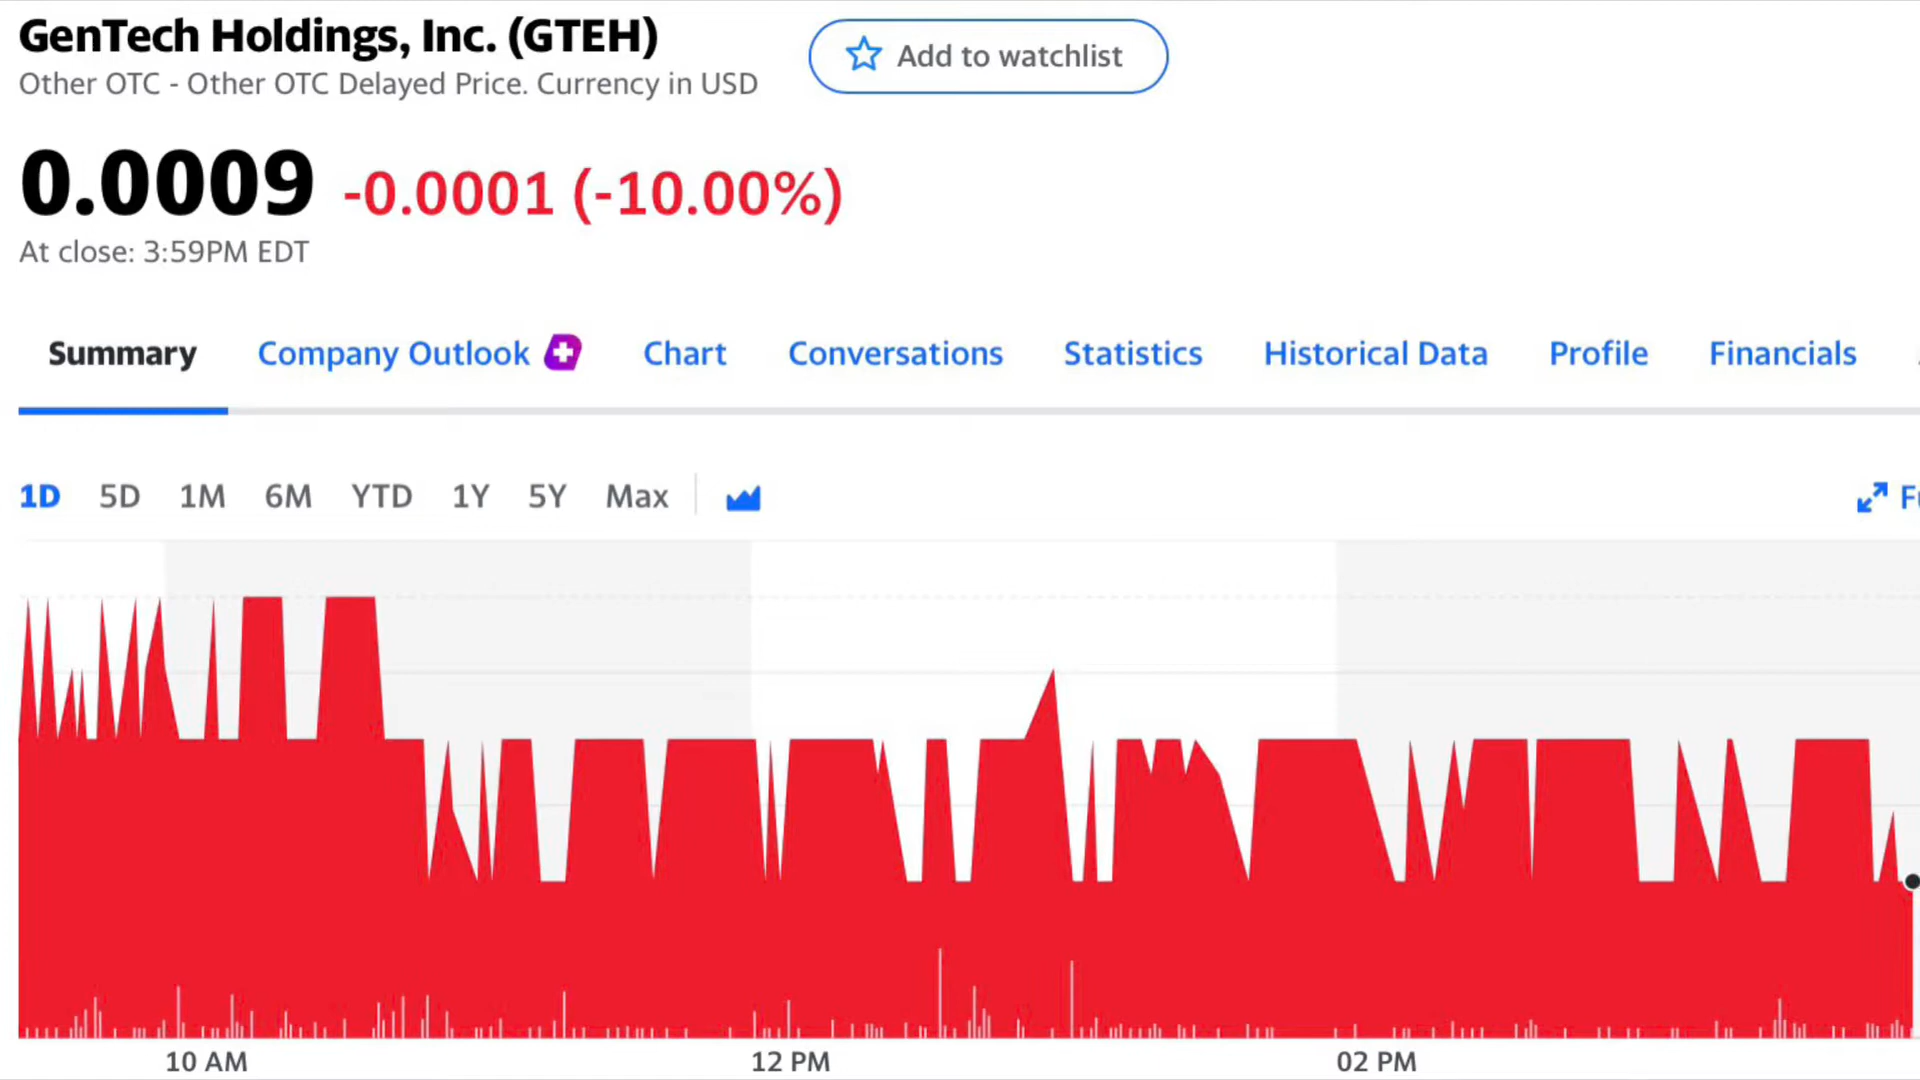 GenTech Holdings, Inc. (GTEH)
Add to watchlist
Other OTC - Other OTC Delayed Price. Currency in USD
0.0009 -0.0001 (-10.00%)
At close: 3:59PM EDT
Summary Company Outlook Chart Conversations Statistics Historical Data Profile Financials
1D 5D 1M 6M YTD 1Y 5Y Max
10 AM 12 PM 02 PM